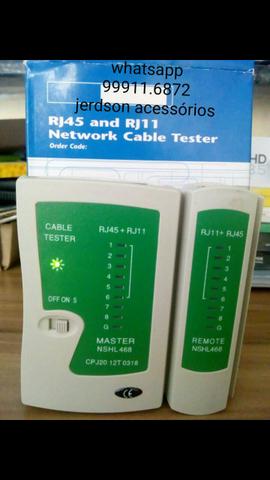 whatsapp
99911.6872
jerdson acessórios
RJ45 and RJ11
Network Cable Tester
Order Code:
HD
CABLE
TESTER
RJ45 + RJ11
1
2
3
4
5
6
7
8
G
OFF ON S
MASTER
NSHL468
CPJ20 12T0318
CE
RJ11+ RJ45
1
2
3
4
5
6
7
8
G
REMOTE
NSHL468